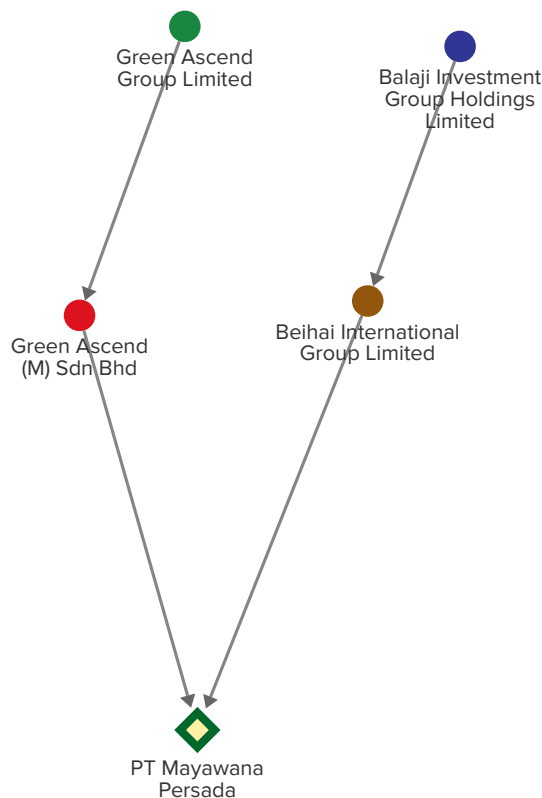 Green Ascend
Group Limited
Balaji Investment
Group Holdings
Limited
Green Ascend
(M) Sdn Bhd
Beihai International
Group Limited
PT Mayawana
Persada